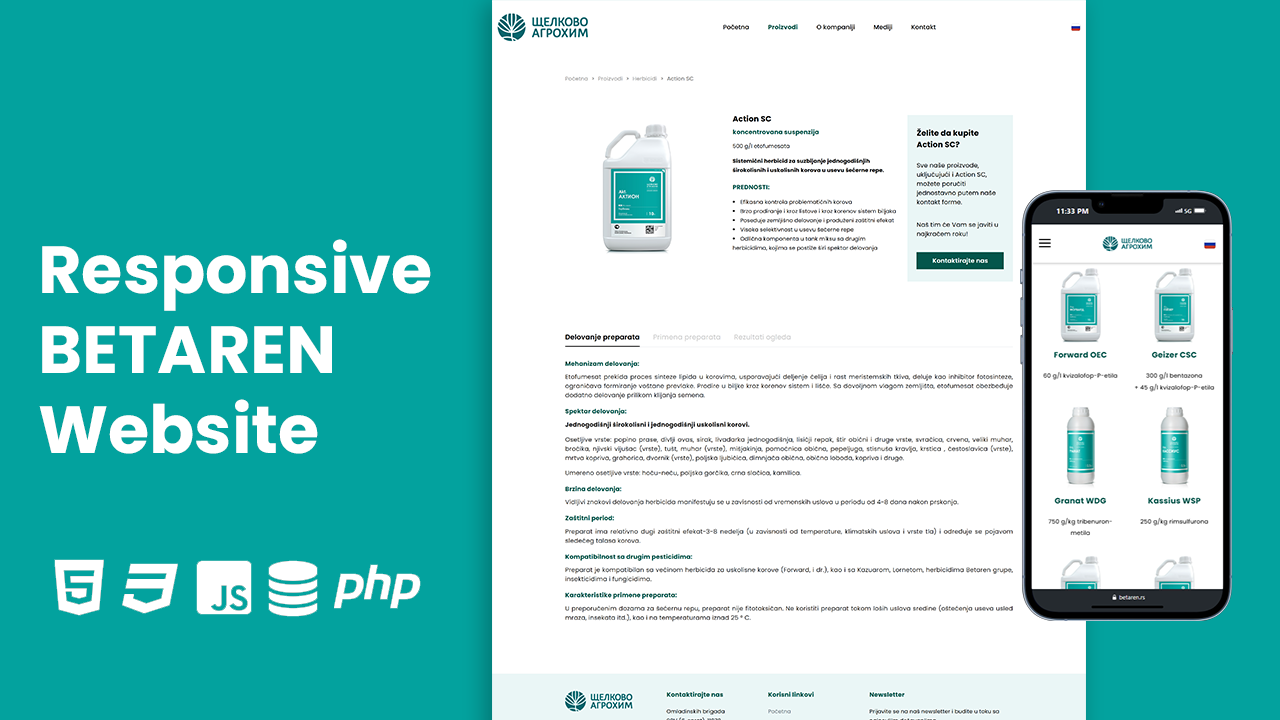 Responsive
BETAREN
Website
5
JS
php
ЩЕЛКОВО
АГРОХИМ
Početna
Proizvodi
O kompaniji
Mediji
Kontakt
Početna
Proizvodi
Herbicidi
Action SC
АКТИОН
Action SC
koncentrovana suspenzija
500 g/l etofumesata
Sistemični herbicid za suzbijanje jednogodišnjih
širokolisnih i uskolisnih korova u usevu šećerne repe.
PREDNOSTI:
Efikasna kontrola problematičnih korova
Brzo prodiranje i kroz listove i kroz korenov sistem biljaka
Poseduje zemljišno delovanje i produženi zaštitni efekat
Visoka selektivnost u usevu šećerne repe
Odlična komponenta u tank miksu sa drugim
herbicidima, kojima se postiže širi spektar delovanja
Želite da kupite
Action SC?
Sve naše proizvode,
uključujući i Action SC,
možete poručiti
jednostavno putem naše
kontakt forme.
Naš tim će Vam se javiti u
najkraćem roku!
Kontaktirajte nas
Delovanje preparata
Primena preparata
Rezultati ogleda
Mehanizam delovanja:
Etofumesat prekida proces sinteze lipida u korovima, usporavajući deljenje ćelija i rast meristemskih tkiva, deluje kao inhibitor fotosinteze,
ograničava formiranje voštane prevlake. Prodire u biljke kroz korenov sistem i lišće. Sa dovoljnom vlagom zemljišta, etofumesat obezbeđuje
dodatno delovanje prilikom klijanja semena.
Spektar delovanja:
Jednogodišnji širokolisni i jednogodišnji uskolisni korovi.
Osetljive vrste: popino prase, divlji ovas, sirak, livadarka jednogodišnja, lisičji repak, štir obični i druge vrste, svračica, crvena, veliki muhar,
broćika, njivski vijušac (vrste), tušt, muhar (vrste), mišjakinja, pomoćnica obična, pepeljuga, stisnuša kravljo, krstica , čestoslavica (vrste),
mrtva kopriva, grahorica, dvornik (vrste), poljska ljubičica, dimnjača obična, obična loboda, kopriva i druge.
Umereno osetljive vrste: hoću-neću, poljska gorčika, crna slačica, kamilica.
Brzina delovanja:
Vidljivi znakovi delovanja herbicida manifestuju se u zavisnosti od vremenskih uslova u periodu od 4-8 dana nakon prskanja.
Zaštitni period:
Preparat ima relativno dugi zaštitni efekat-3-8 nedelja (u zavisnosti od temperature, klimatskih uslova i vrste tla) i određuje se pojavom
sledećeg talasa korova.
Kompatibilnost sa drugim pesticidima:
Preparat je kompatibilan sa većinom herbicida za uskolisne korove (Forward, i dr.), kao i sa Kazuarom, Lornetom, herbicidima Betaren grupe,
insekticidima i fungicidima.
Karakteristike primene preparata:
U preporučenim dozama za šećernu repu, preparat nije fitotoksičan. Ne koristiti preparat tokom loših uslova sredine (oštećenja useva usled
mraza, insekata itd.), kao i na temperaturama iznad 25 ° C.
ЩЕЛКОВО
АГРОХИМ
Kontaktirajte nas
Omladinskih brigada
Korisni linkovi
Početna
Newsletter
Prijavite se na naš newsletter i budite u toku sa
11:33 PM
5G
ЩЕЛКОВО
АГРОХИМ
Forward OEC
Geizer CSC
60 g/l kvizalofop-P-etila
300 g/l bentazona
+ 45 g/l kvizalofop-P-etila
Granat WDG
Kassius WSP
750 g/kg tribenuron-
metila
250 g/kg rimsulfurona
betaren.rs